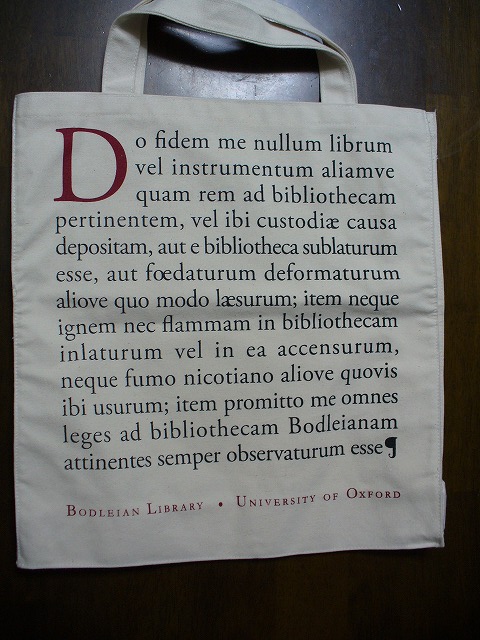 Do fidem me nullum librum
vel instrumentum aliamve
quam rem ad bibliothecam
pertinentem, vel ibi custodiæ causa
depositam, aut e bibliotheca sublaturum
esse, aut fœdaturum deformaturum
aliove quo modo læsurum; item neque
ignem nec flammam in bibliothecam
inlaturum vel in ea accensurum,
neque fumo nicotiano aliove quovis
ibi usurum; item promitto me omnes
leges ad bibliothecam Bodleianam
attinentes semper observaturum esse¶
Bodleian Library • University of Oxford